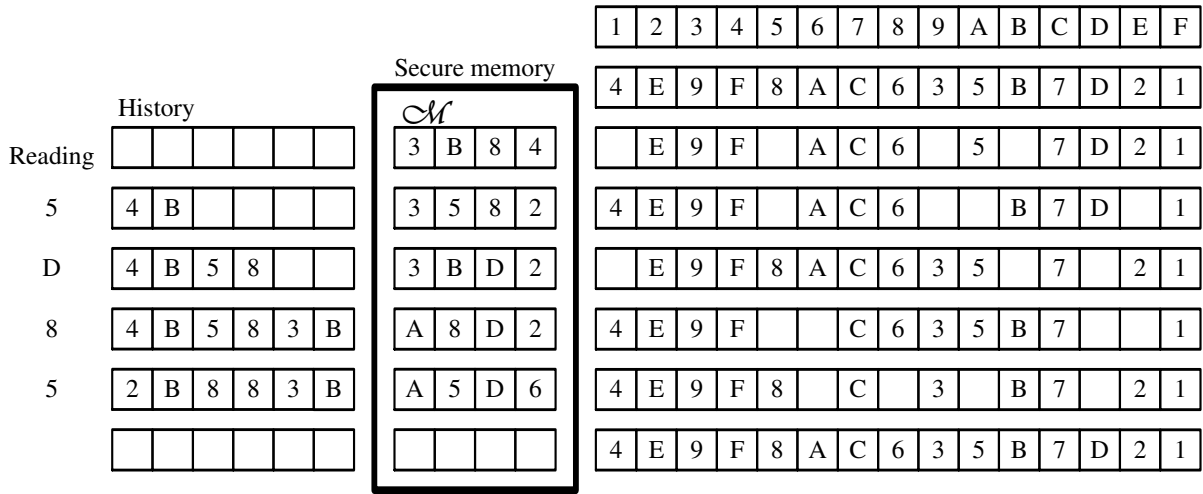 1 2 3 4 5 6 7 8 9 A B C D E F
Secure memory
4 E 9 F 8 A C 6 3 5 B 7 D 2 1
History
M
Reading 3 B 8 4 E 9 F A C 6 5 7 D 2 1
5 4 B 3 5 8 2 4 E 9 F A C 6 B 7 D 1
D 4 B 5 8 3 B D 2 E 9 F 8 A C 6 3 5 7 2 1
8 4 B 5 8 3 B A 8 D 2 4 E 9 F C 6 3 5 B 7 1
5 2 B 8 8 3 B A 5 D 6 4 E 9 F 8 C 3 B 7 2 1
4 E 9 F 8 A C 6 3 5 B 7 D 2 1